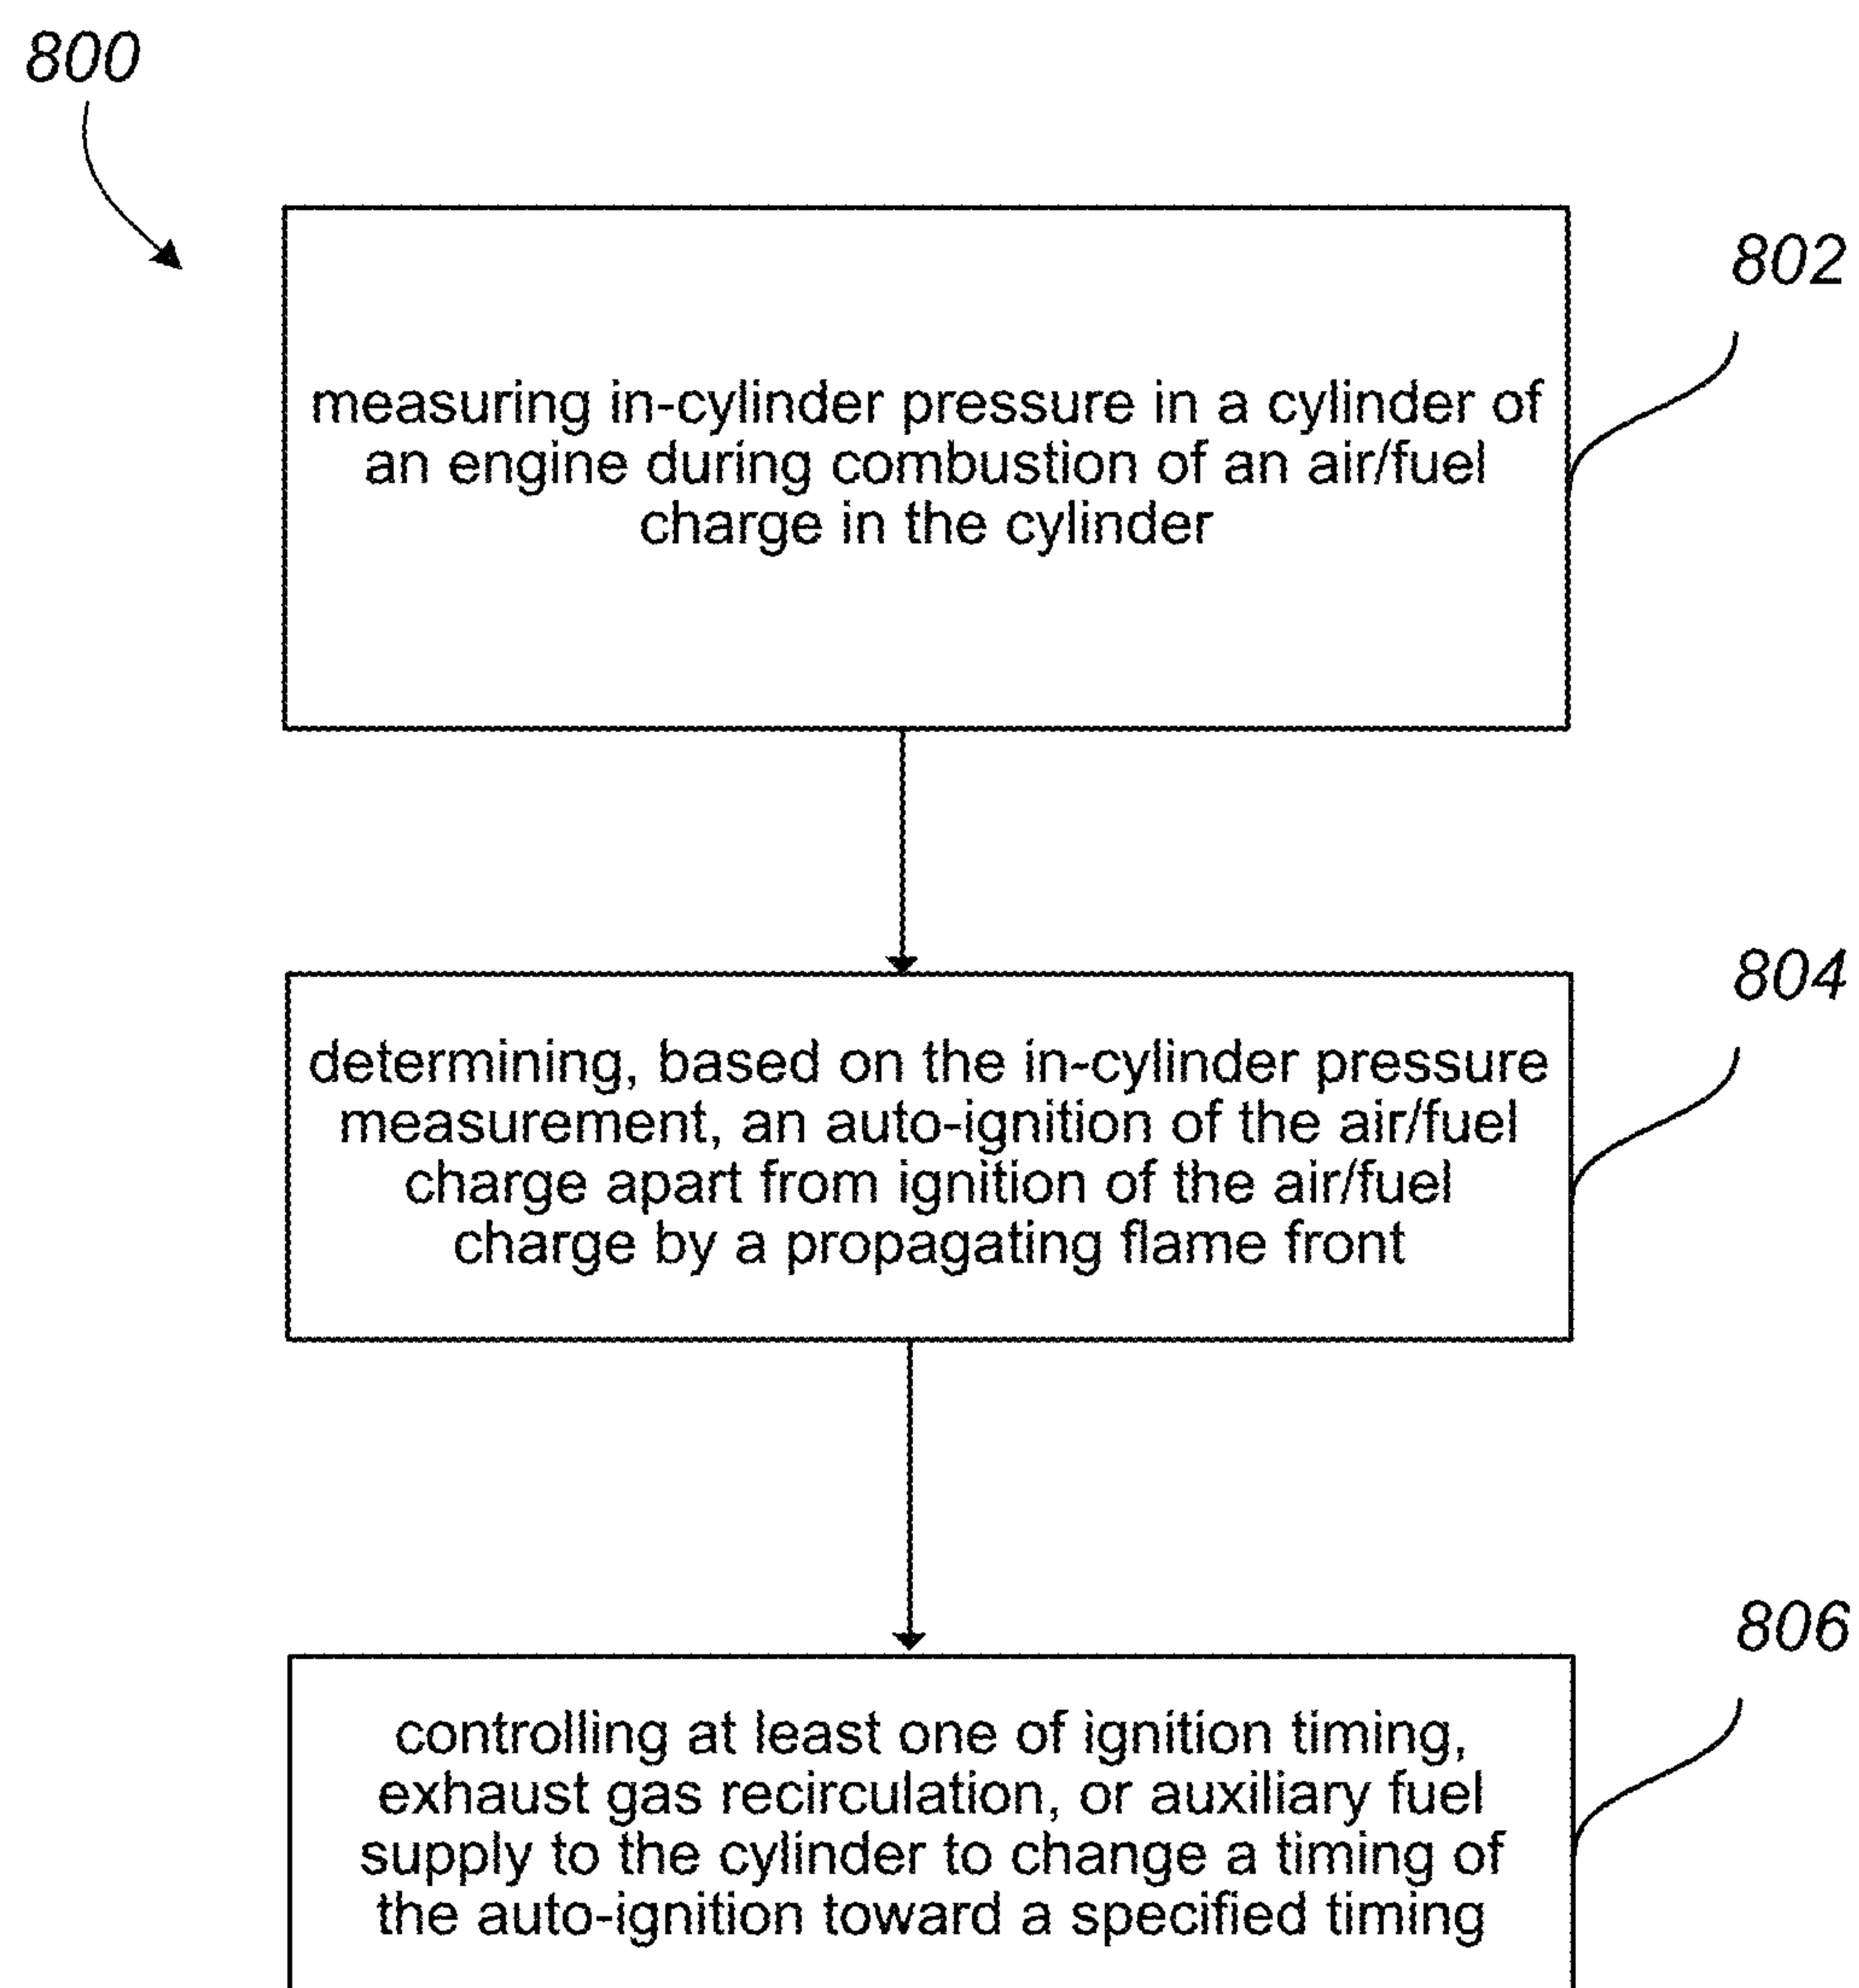 800
802
measuring in-cylinder pressure in a cylinder of
an engine during combustion of an air/fuel
charge in the cylinder
804
determining, based on the in-cylinder pressure
measurement, an auto-ignition of the air/fuel
charge apart from ignition of the air/fuel
charge by a propagating flame front
806
controlling at least one of ignition timing,
exhaust gas recirculation, or auxiliary fuel
supply to the cylinder to change a timing of
the auto-ignition toward a specified timing